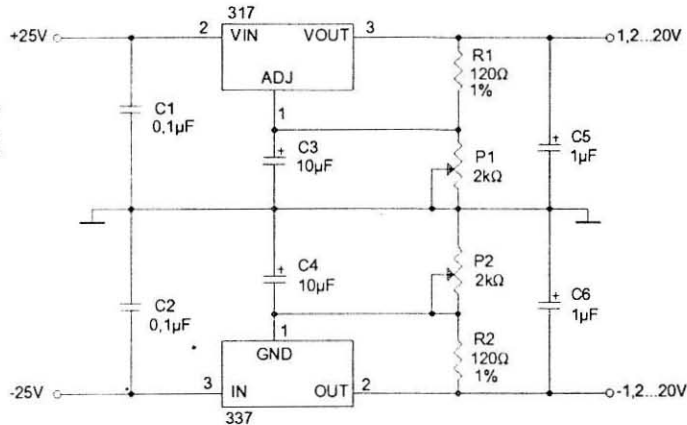 317
+25V
2
VIN
VOUT
3
1,2...20V
ADJ
1
R1
120Ω
1%
C1
0,1µF
+
C3
10µF
P1
2kΩ
+
C5
1µF
+
C4
10µF
P2
2kΩ
C2
0,1µF
+
C6
1µF
1
GND
R2
120Ω
1%
-25V
3
IN
OUT
2
-1,2...20V
337